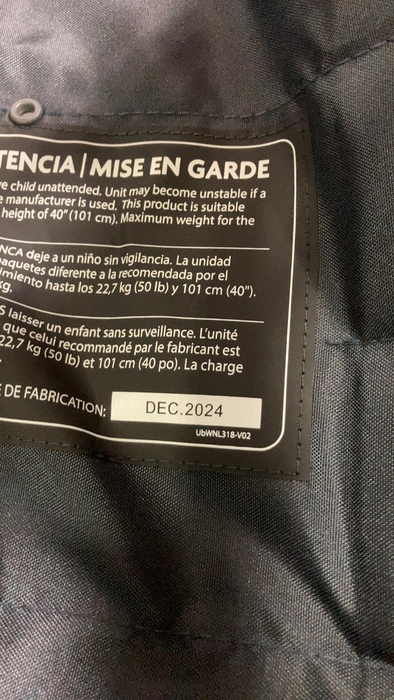 TENCIA | MISE EN GARDE
e child unattended. Unit may become unstable if a
manufacturer is used. This product is suitable
height of 40” (101 cm). Maximum weight for the
NCA deje a un niño sin vigilancia. La unidad
aquetes diferente a la recomendada por el
miento hasta los 22,7 kg (50 lb) y 101 cm (40”).
kg.
S laisser un enfant sans surveillance. L’unité
que celui recommandé par le fabricant est
22,7 kg (50 lb) et 101 cm (40 po). La charge
E DE FABRICATION: DEC.2024
UbWNL318-V02